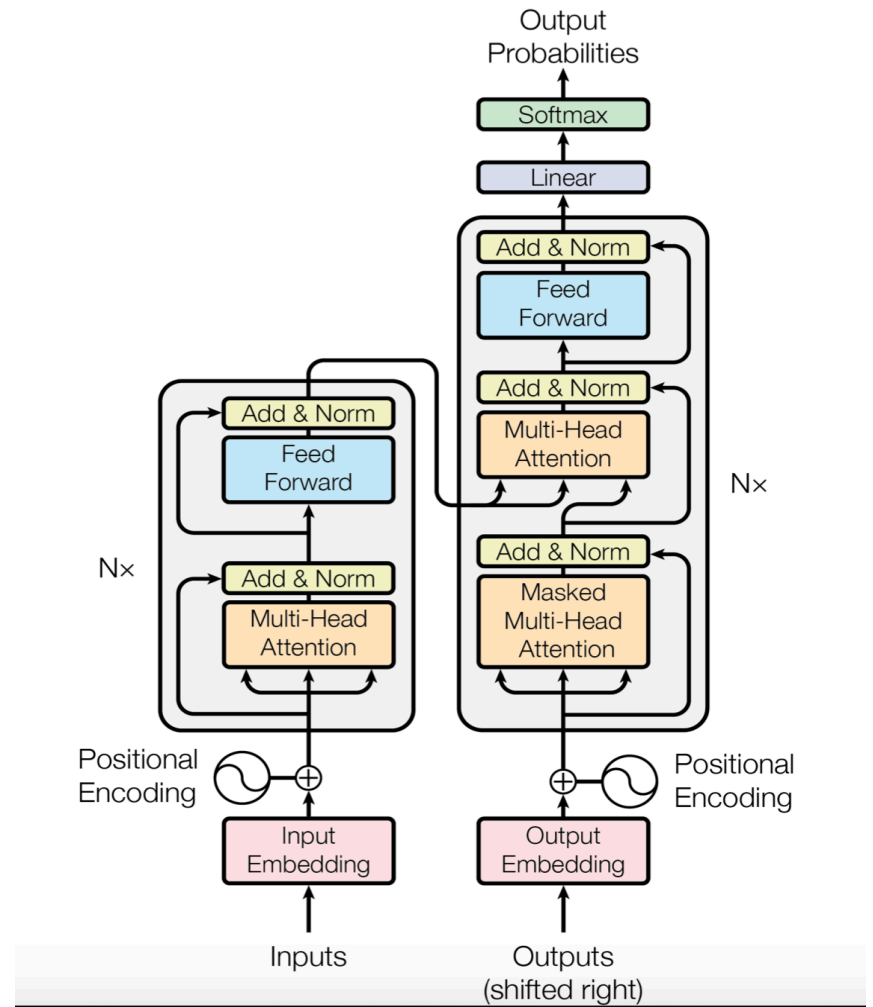 Output
Probabilities
Softmax
Linear
Add & Norm
Feed
Forward
Add & Norm
Multi-Head
Attention
Nx
Add & Norm
Masked
Multi-Head
Attention
Add & Norm
Feed
Forward
Nx
Add & Norm
Multi-Head
Attention
Positional
Encoding
Positional
Encoding
Input
Embedding
Output
Embedding
Inputs
Outputs
(shifted right)